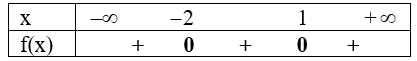 x –∞ –2 1 +∞
f(x) + 0 + 0 +